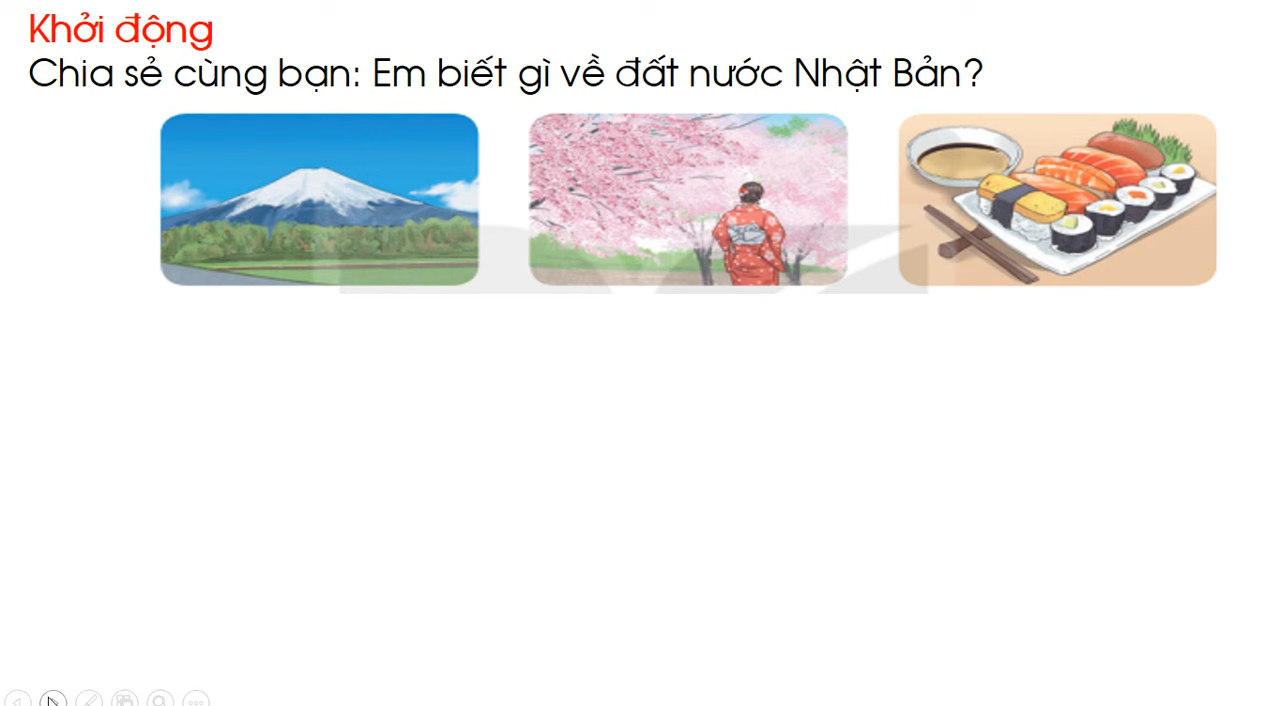 Khởi động
Chia sẻ cùng bạn: Em biết gì về đất nước Nhật Bản?